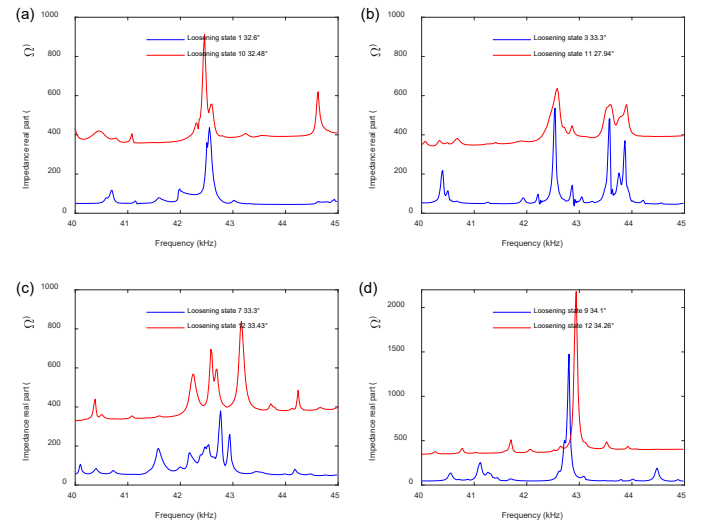 (a)
1000
800
600
400
200
0
Impedance real part ( Ω)
Loosening state 1 32.6°
Loosening state 10 32.48°
40 41 42 43 44 45
Frequency (kHz)
(b)
1000
800
600
400
200
0
Impedance real part ( Ω)
Loosening state 3 33.3°
Loosening state 11 27.94°
40 41 42 43 44 45
Frequency (kHz)
(c)
1000
800
600
400
200
0
Impedance real part ( Ω)
Loosening state 7 33.3°
Loosening state 12 33.43°
40 41 42 43 44 45
Frequency (kHz)
(d)
2000
1500
1000
500
0
Impedance real part ( Ω)
Loosening state 9 34.1°
Loosening state 12 34.26°
40 41 42 43 44 45
Frequency (kHz)